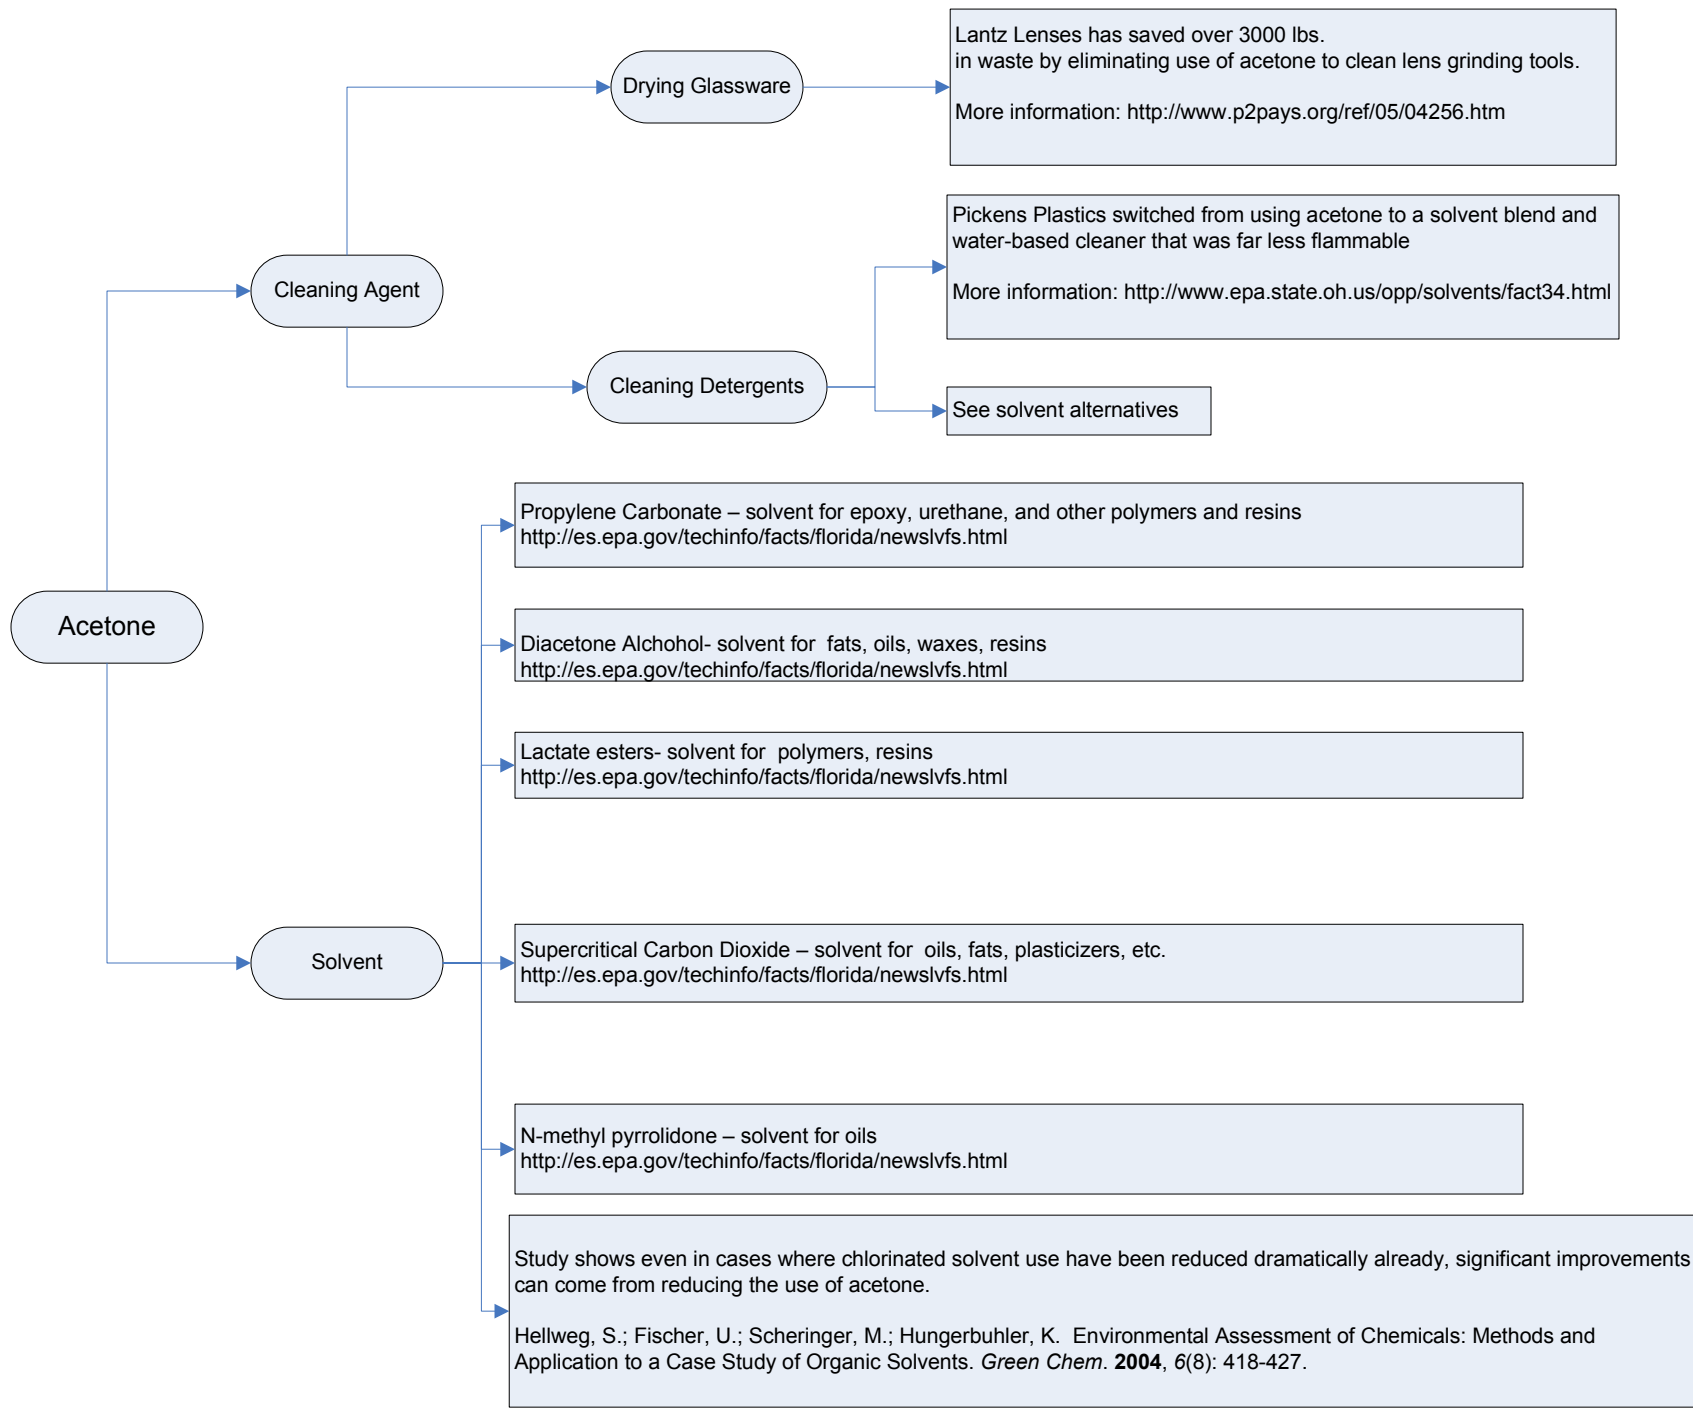 Lantz Lenses has saved over 3000 lbs.
in waste by eliminating use of acetone to clean lens grinding tools.
More information: http://www.p2pays.org/ref/05/04256.htm
Drying Glassware
Pickens Plastics switched from using acetone to a solvent blend and
water-based cleaner that was far less flammable
More information: http://www.epa.state.oh.us/opp/solvents/fact34.html
Cleaning Agent
Cleaning Detergents
See solvent alternatives
Propylene Carbonate – solvent for epoxy, urethane, and other polymers and resins
http://es.epa.gov/techinfo/facts/florida/newslvfs.html
Acetone
Diacetone Alchohol- solvent for  fats, oils, waxes, resins
http://es.epa.gov/techinfo/facts/florida/newslvfs.html
Lactate esters- solvent for  polymers, resins
http://es.epa.gov/techinfo/facts/florida/newslvfs.html
Solvent
Supercritical Carbon Dioxide – solvent for  oils, fats, plasticizers, etc.
http://es.epa.gov/techinfo/facts/florida/newslvfs.html
N-methyl pyrrolidone – solvent for oils
http://es.epa.gov/techinfo/facts/florida/newslvfs.html
Study shows even in cases where chlorinated solvent use have been reduced dramatically already, significant improvements
can come from reducing the use of acetone.
Hellweg, S.; Fischer, U.; Scheringer, M.; Hungerbuhler, K.  Environmental Assessment of Chemicals: Methods and
Application to a Case Study of Organic Solvents. Green Chem. 2004, 6(8): 418-427.